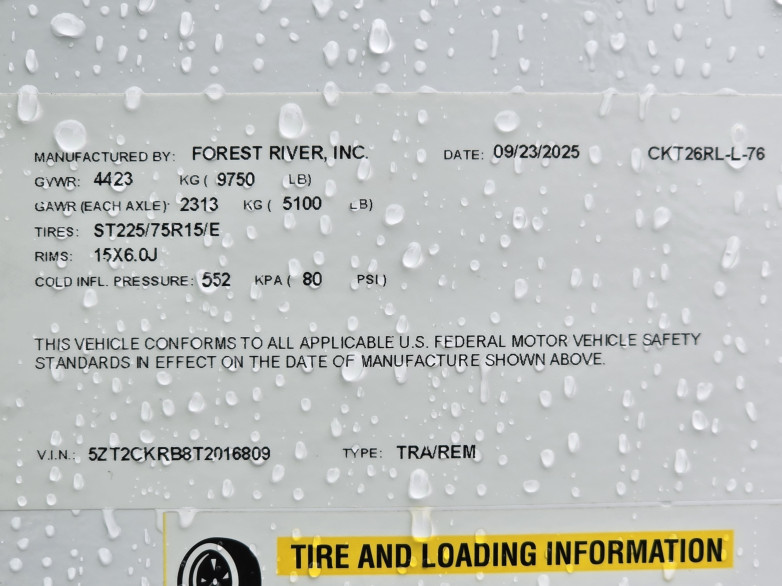 MANUFACTURED BY: FOREST RIVER, INC. DATE: 09/23/2025 CKT26RL-L-76
GVWR: 4423 KG ( 9750 LB)
GAWR (EACH AXLE) 2313 KG ( 5100 LB)
TIRES: ST225/75R15/E
RIMS: 15X6.0J
COLD INFL. PRESSURE: 552 KPA ( 80 PSI)
THIS VEHICLE CONFORMS TO ALL APPLICABLE U.S. FEDERAL MOTOR VEHICLE SAFETY
STANDARDS IN EFFECT ON THE DATE OF MANUFACTURE SHOWN ABOVE.
V.I.N.: 5ZT2CKRB8T2016809 TYPE: TRA/REM
TIRE AND LOADING INFORMATION